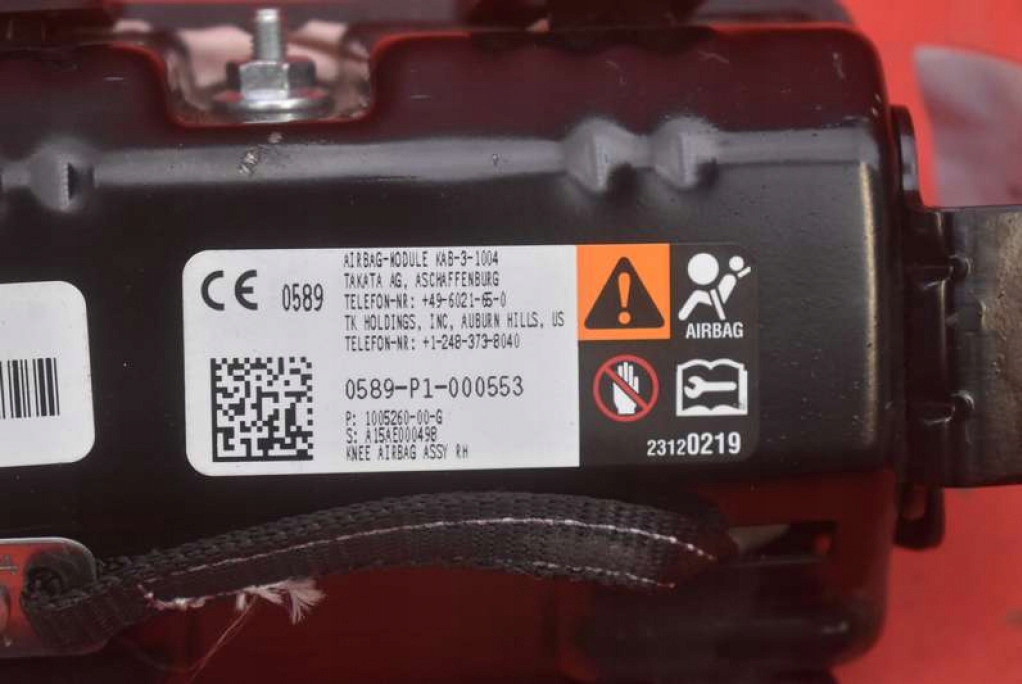 CE 0589
AIRBAG-MODULE KAB-3-1004
TAKATA AG, ASCHAFFENBURG
TELEFON-NR: +49-6021-65-0
TK HOLDINGS, INC, AUBURN HILLS, US
TELEFON-NR: +1-248-373-8040
0589-P1-000553
P: 1005260-00-G
S: A15AE000498
KNEE AIRBAG ASSY RH
AIRBAG
23120219